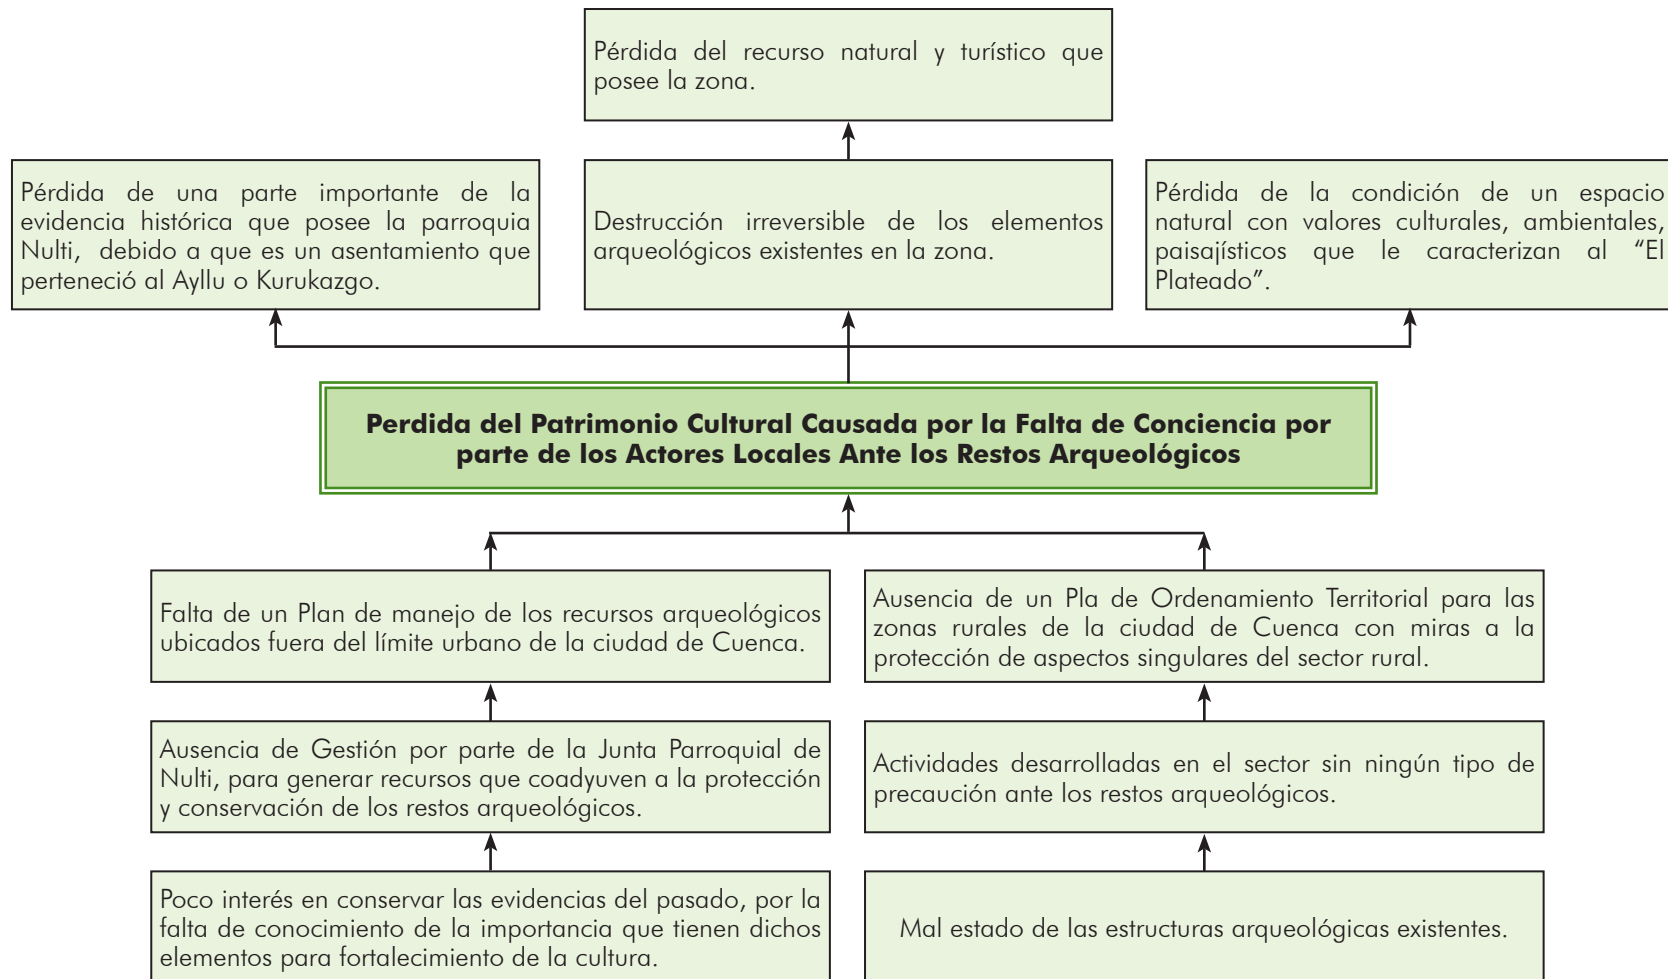 Pérdida del recurso natural y turístico que
posee la zona.
Pérdida de una parte importante de la
evidencia histórica que posee la parroquia
Nulti, debido a que es un asentamiento que
perteneció al Ayllu o Kurukazgo.
Destrucción irreversible de los elementos
arqueológicos existentes en la zona.
Pérdida de la condición de un espacio
natural con valores culturales, ambientales,
paisajísticos que le caracterizan al “El
Plateado”.
Perdida del Patrimonio Cultural Causada por la Falta de Conciencia por
parte de los Actores Locales Ante los Restos Arqueológicos
Falta de un Plan de manejo de los recursos arqueológicos
ubicados fuera del límite urbano de la ciudad de Cuenca.
Ausencia de un Pla de Ordenamiento Territorial para las
zonas rurales de la ciudad de Cuenca con miras a la
protección de aspectos singulares del sector rural.
Ausencia de Gestión por parte de la Junta Parroquial de
Nulti, para generar recursos que coadyuven a la protección
y conservación de los restos arqueológicos.
Actividades desarrolladas en el sector sin ningún tipo de
precaución ante los restos arqueológicos.
Poco interés en conservar las evidencias del pasado, por la
falta de conocimiento de la importancia que tienen dichos
elementos para fortalecimiento de la cultura.
Mal estado de las estructuras arqueológicas existentes.